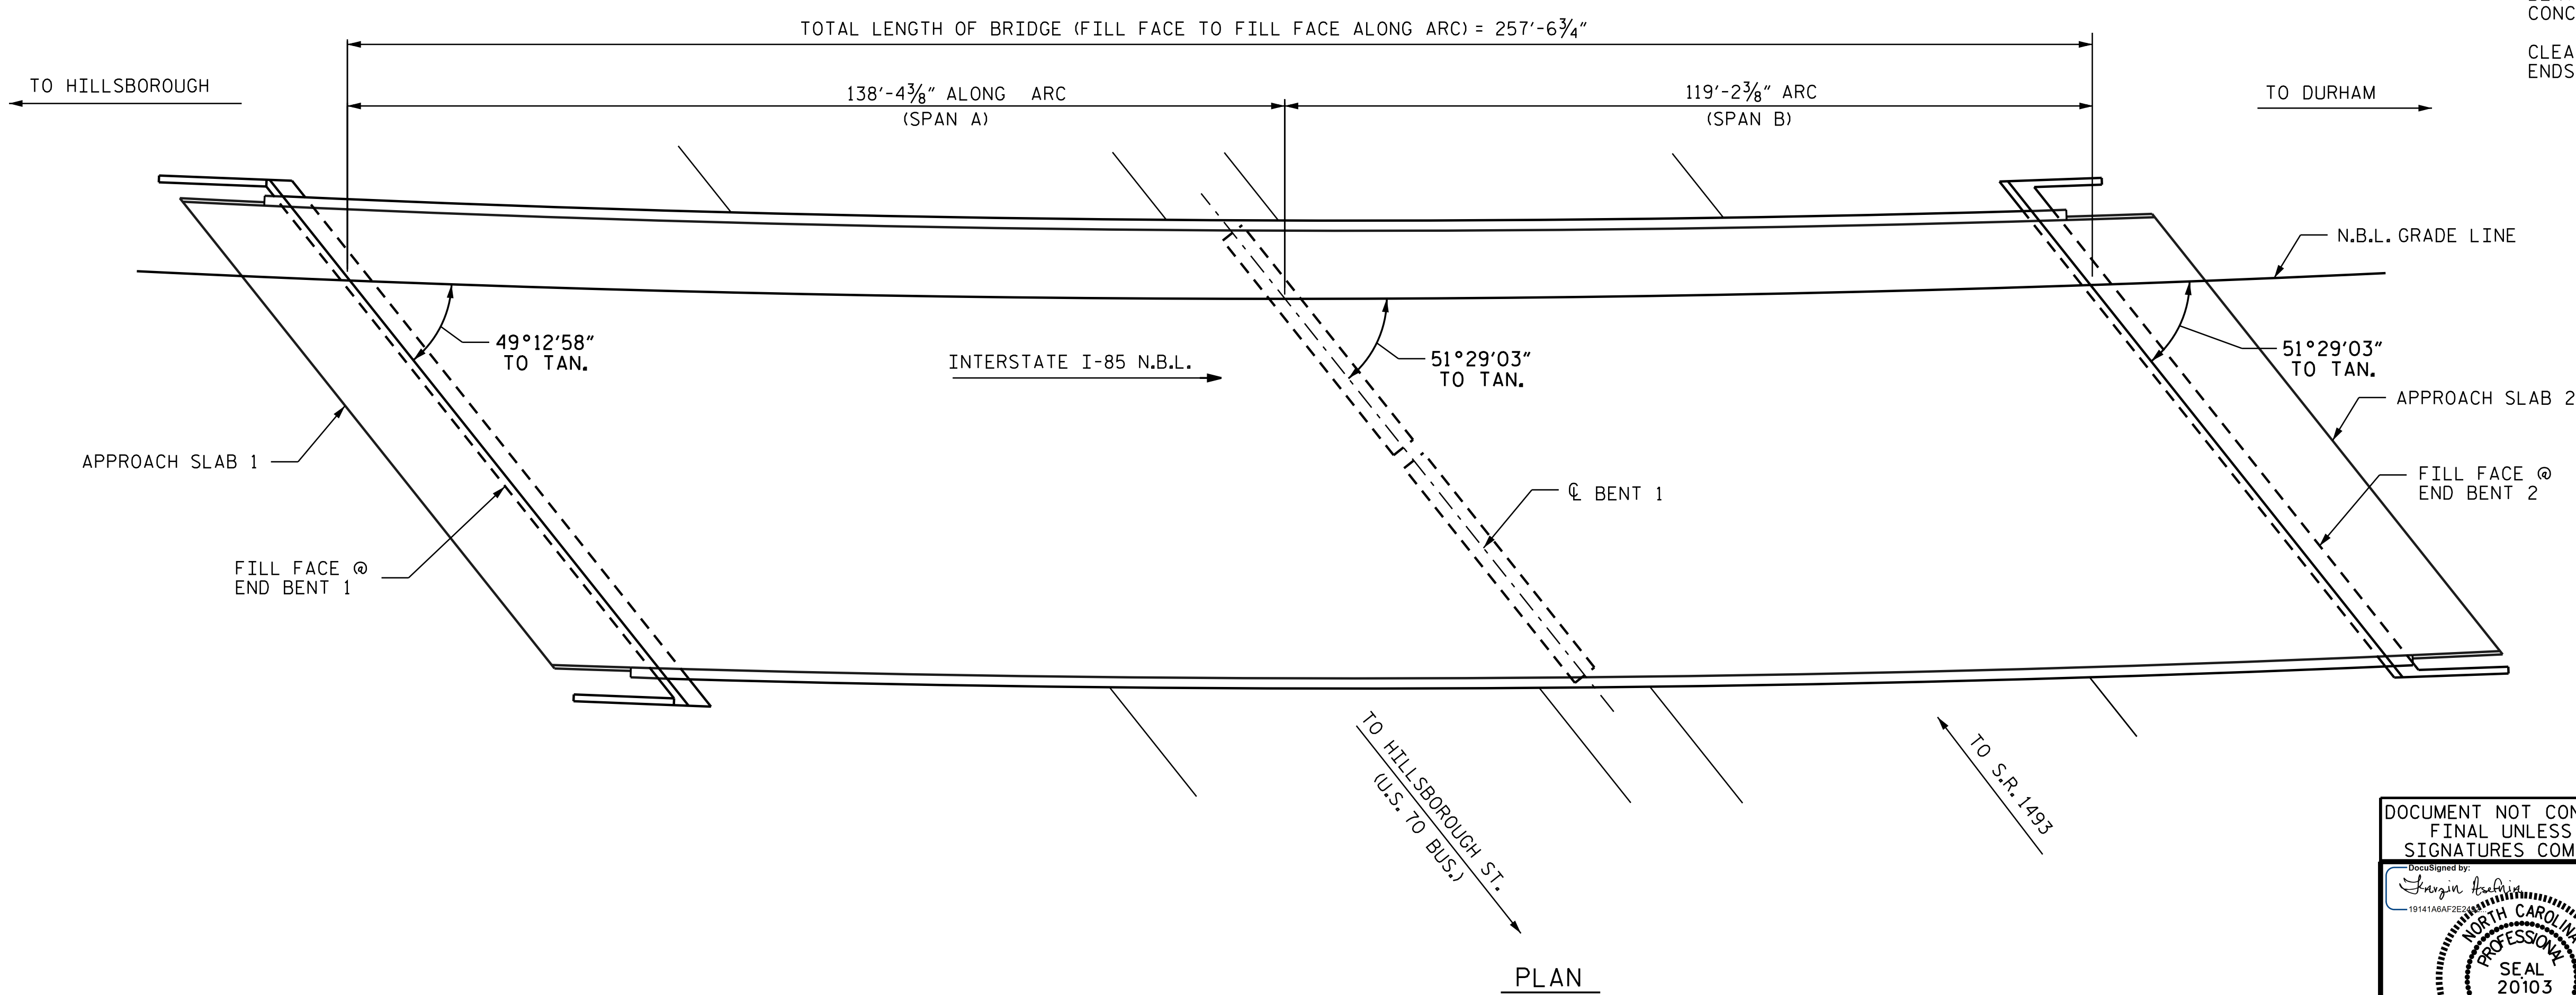 CONC
CLEA
ENDS
TOTAL LENGTH OF BRIDGE (FILL FACE TO FILL FACE ALONG ARC) = 257'-6¾"
TO HILLSBOROUGH
138'-4⅜" ALONG ARC
(SPAN A)
119'-2⅜" ARC
(SPAN B)
TO DURHAM
N.B.L. GRADE LINE
49°12'58"
TO TAN.
INTERSTATE I-85 N.B.L.
51°29'03"
TO TAN.
51°29'03"
TO TAN.
APPROACH SLAB 2
APPROACH SLAB 1
FILL FACE @
END BENT 2
℄ BENT 1
FILL FACE @
END BENT 1
TO HILLSBOROUGH ST.
(U.S. 70 BUS.)
TO S.R. 1493
DOCUMENT NOT CON
FINAL UNLESS
SIGNATURES COM
DocuSigned by:
19141A6AF2E24
NORTH CAROLINA
PROFESSIONAL
SEAL
20103
PLAN